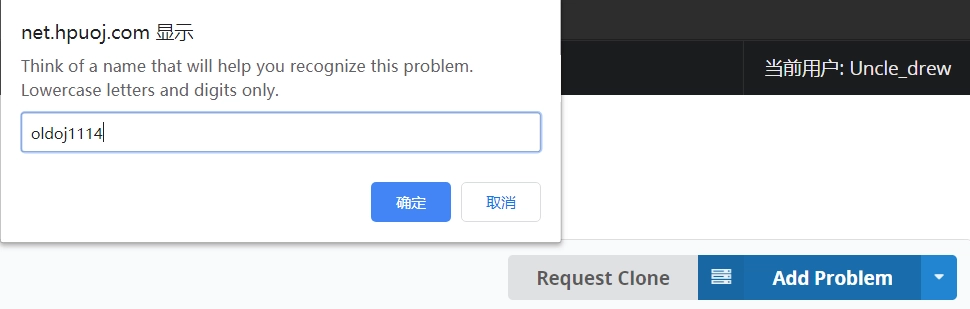 net.hpuoj.com 显示
Think of a name that will help you recognize this problem.
Lowercase letters and digits only.
oldoj1114
确定
取消
当前用户: Uncle_drew
Request Clone
Add Problem